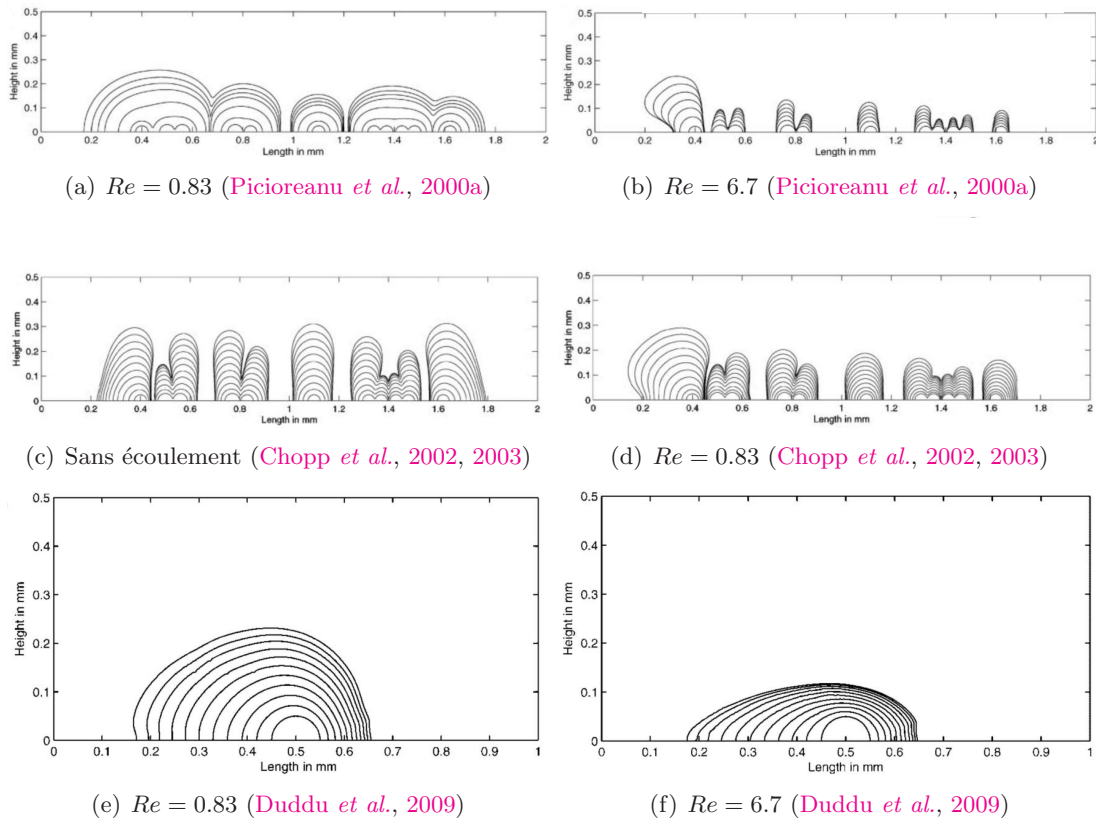 0.5
0.4
0.3
0.2
0.1
0
Height in mm
0 0.2 0.4 0.6 0.8 1 1.2 1.4 1.6 1.8 2
Length in mm
(a) Re = 0.83 (Picioreanu et al., 2000a)
0.5
0.4
0.3
0.2
0.1
0
Height in mm
0 0.2 0.4 0.6 0.8 1 1.2 1.4 1.6 1.8 2
Length in mm
(b) Re = 6.7 (Picioreanu et al., 2000a)
0.5
0.4
0.3
0.2
0.1
0
Height in mm
0 0.2 0.4 0.6 0.8 1 1.2 1.4 1.6 1.8 2
Length in mm
(c) Sans écoulement (Chopp et al., 2002, 2003)
0.5
0.4
0.3
0.2
0.1
0
Height in mm
0 0.2 0.4 0.6 0.8 1 1.2 1.4 1.6 1.8 2
Length in mm
(d) Re = 0.83 (Chopp et al., 2002, 2003)
0.5
0.4
0.3
0.2
0.1
0
Height in mm
0 0.1 0.2 0.3 0.4 0.5 0.6 0.7 0.8 0.9 1
Length in mm
(e) Re = 0.83 (Duddu et al., 2009)
0.5
0.4
0.3
0.2
0.1
0
Height in mm
0 0.1 0.2 0.3 0.4 0.5 0.6 0.7 0.8 0.9 1
Length in mm
(f) Re = 6.7 (Duddu et al., 2009)